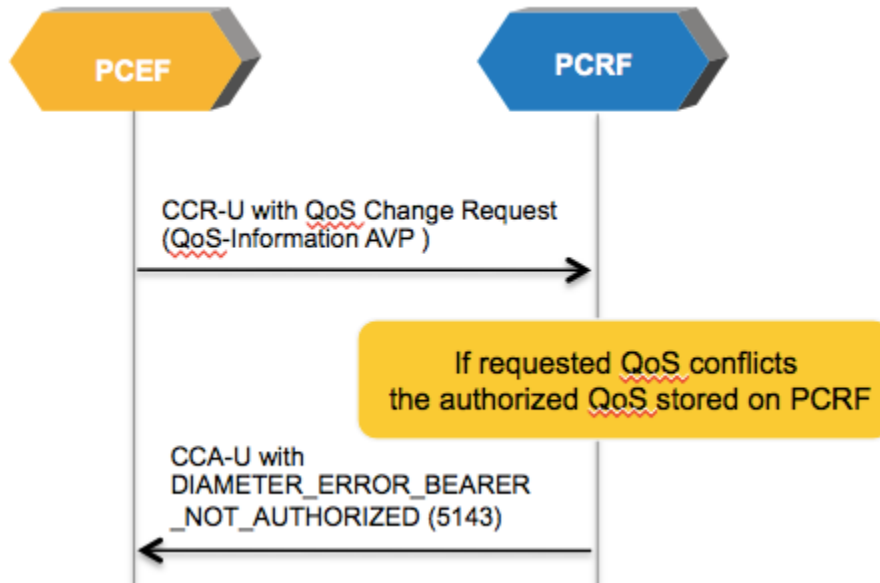 PCEF
PCRF
CCR-U with QoS Change Request
(QoS-Information AVP )
If requested QoS conflicts
the authorized QoS stored on PCRF
CCA-U with
DIAMETER_ERROR_BEARER
_NOT_AUTHORIZED (5143)